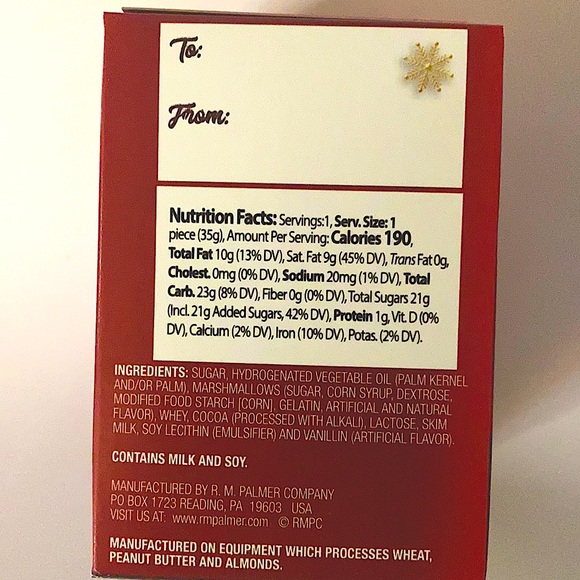 To:
From:
Nutrition Facts: Servings:1, Serv. Size: 1
piece (35g), Amount Per Serving: Calories 190,
Total Fat 10g (13% DV), Sat. Fat 9g (45% DV), Trans Fat 0g,
Cholest. 0mg (0% DV), Sodium 20mg (1% DV), Total
Carb. 23g (8% DV), Fiber 0g (0% DV), Total Sugars 21g
(Incl. 21g Added Sugars, 42% DV), Protein 1g, Vit. D (0%
DV), Calcium (2% DV), Iron (10% DV), Potas. (2% DV).
INGREDIENTS: SUGAR, HYDROGENATED VEGETABLE OIL (PALM KERNEL
AND/OR PALM), MARSHMALLOWS (SUGAR, CORN SYRUP, DEXTROSE,
MODIFIED FOOD STARCH [CORN], GELATIN, ARTIFICIAL AND NATURAL
FLAVOR), WHEY, COCOA (PROCESSED WITH ALKALI), LACTOSE, SKIM
MILK, SOY LECITHIN (EMULSIFIER) AND VANILLIN (ARTIFICIAL FLAVOR).
CONTAINS MILK AND SOY.
MANUFACTURED BY R. M. PALMER COMPANY
PO BOX 1723 READING, PA 19603 USA
VISIT US AT: www.rmpalmer.com © RMPC
MANUFACTURED ON EQUIPMENT WHICH PROCESSES WHEAT,
PEANUT BUTTER AND ALMONDS.